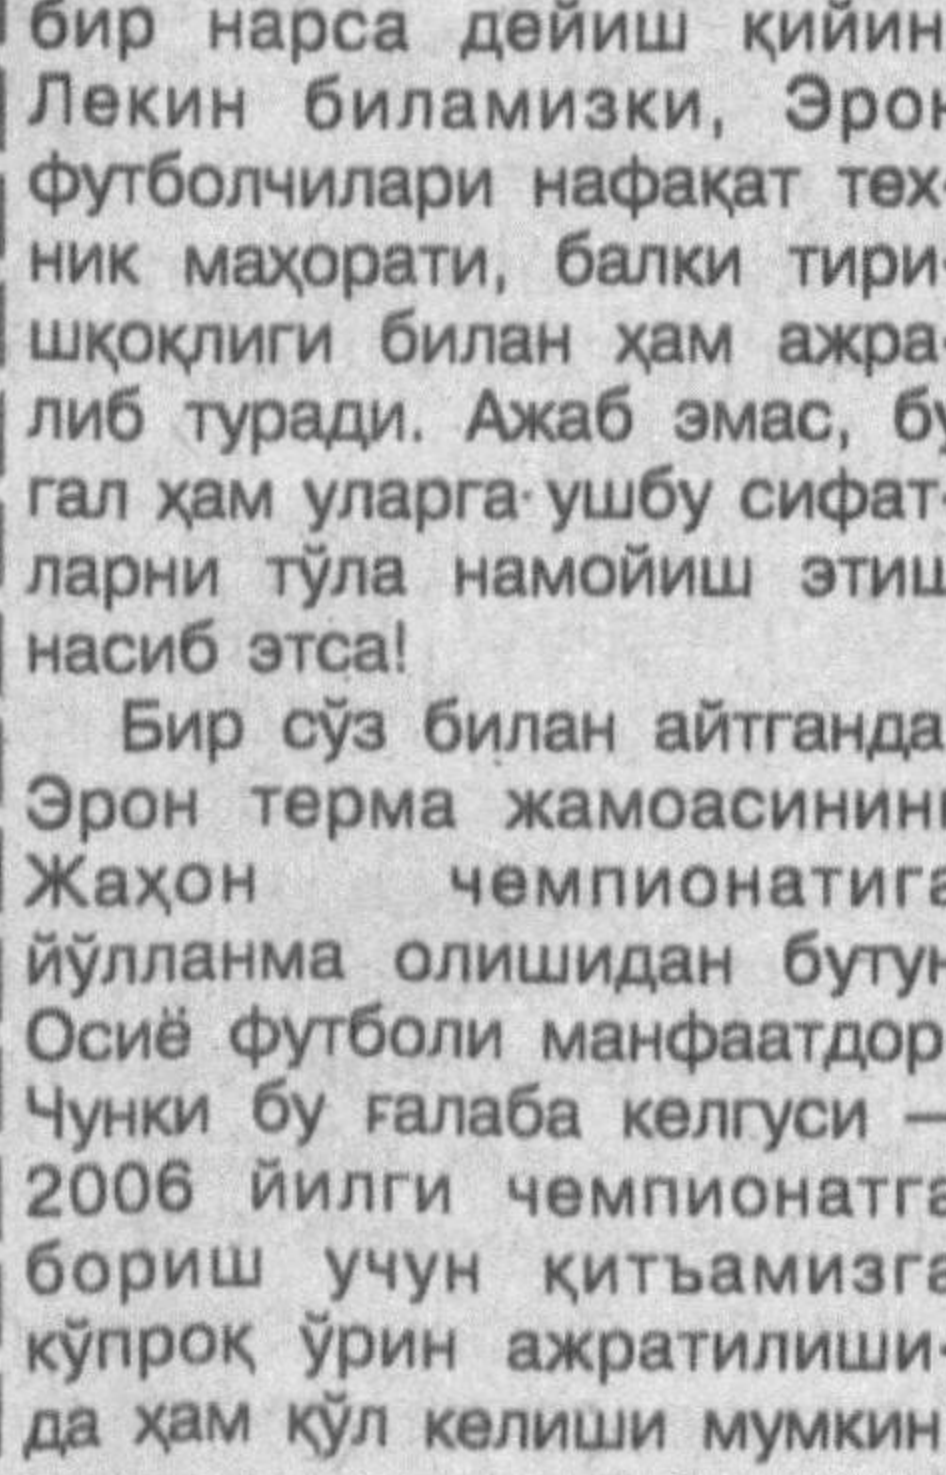 бир нарса дейиш қийин
Лекин биламизки, Эрон
футболчилари нафақат тех-
ник маҳорати, балки тири-
шқоқлиги билан ҳам ажра-
либ туради. Ажаб эмас, бу
гал ҳам уларга ушбу сифат-
ларни тўла намойиш этиш
насиб этса!
Бир сўз билан айтганда
Эрон терма жамоасининг
Жаҳон чемпионатига
йўлланма олишидан бутун
Осиё футболи манфаатдор
Чунки бу ғалаба келгуси —
2006 йилги чемпионатга
бориш учун қитъамизга
кўпроқ ўрин ажратилиши-
да ҳам қўл келиши мумкин